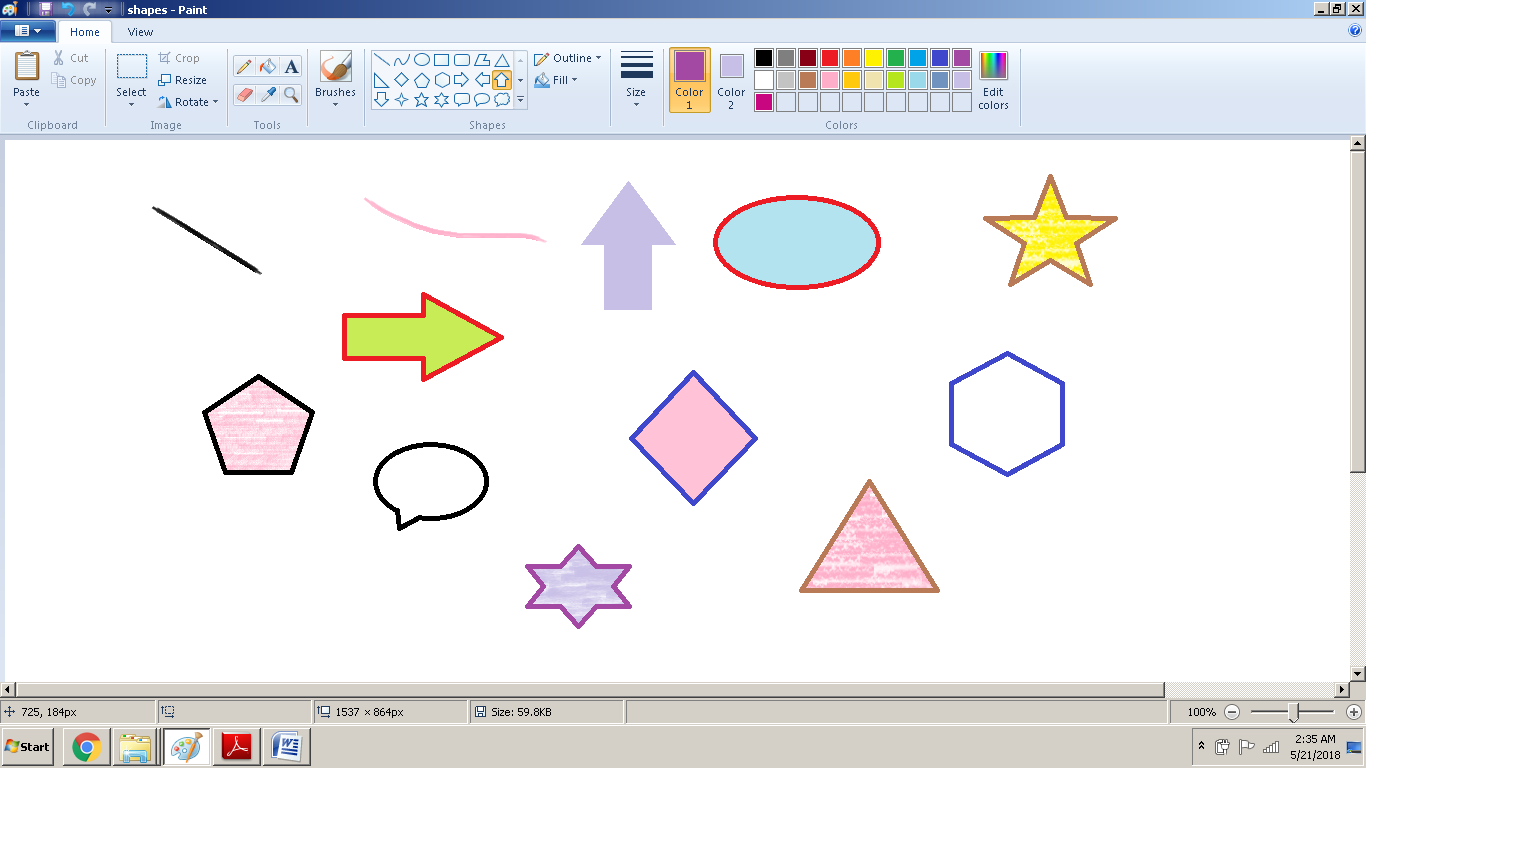 shapes - Paint
Home View
Paste Cut Copy Clipboard
Select Crop Resize Rotate Image
A Tools
Brushes
Shapes Outline Fill
Size
Color 1 Color 2 Edit colors Colors
725, 184px 1537 × 864px Size: 59.8KB 100%
Start 2:35 AM
5/21/2018